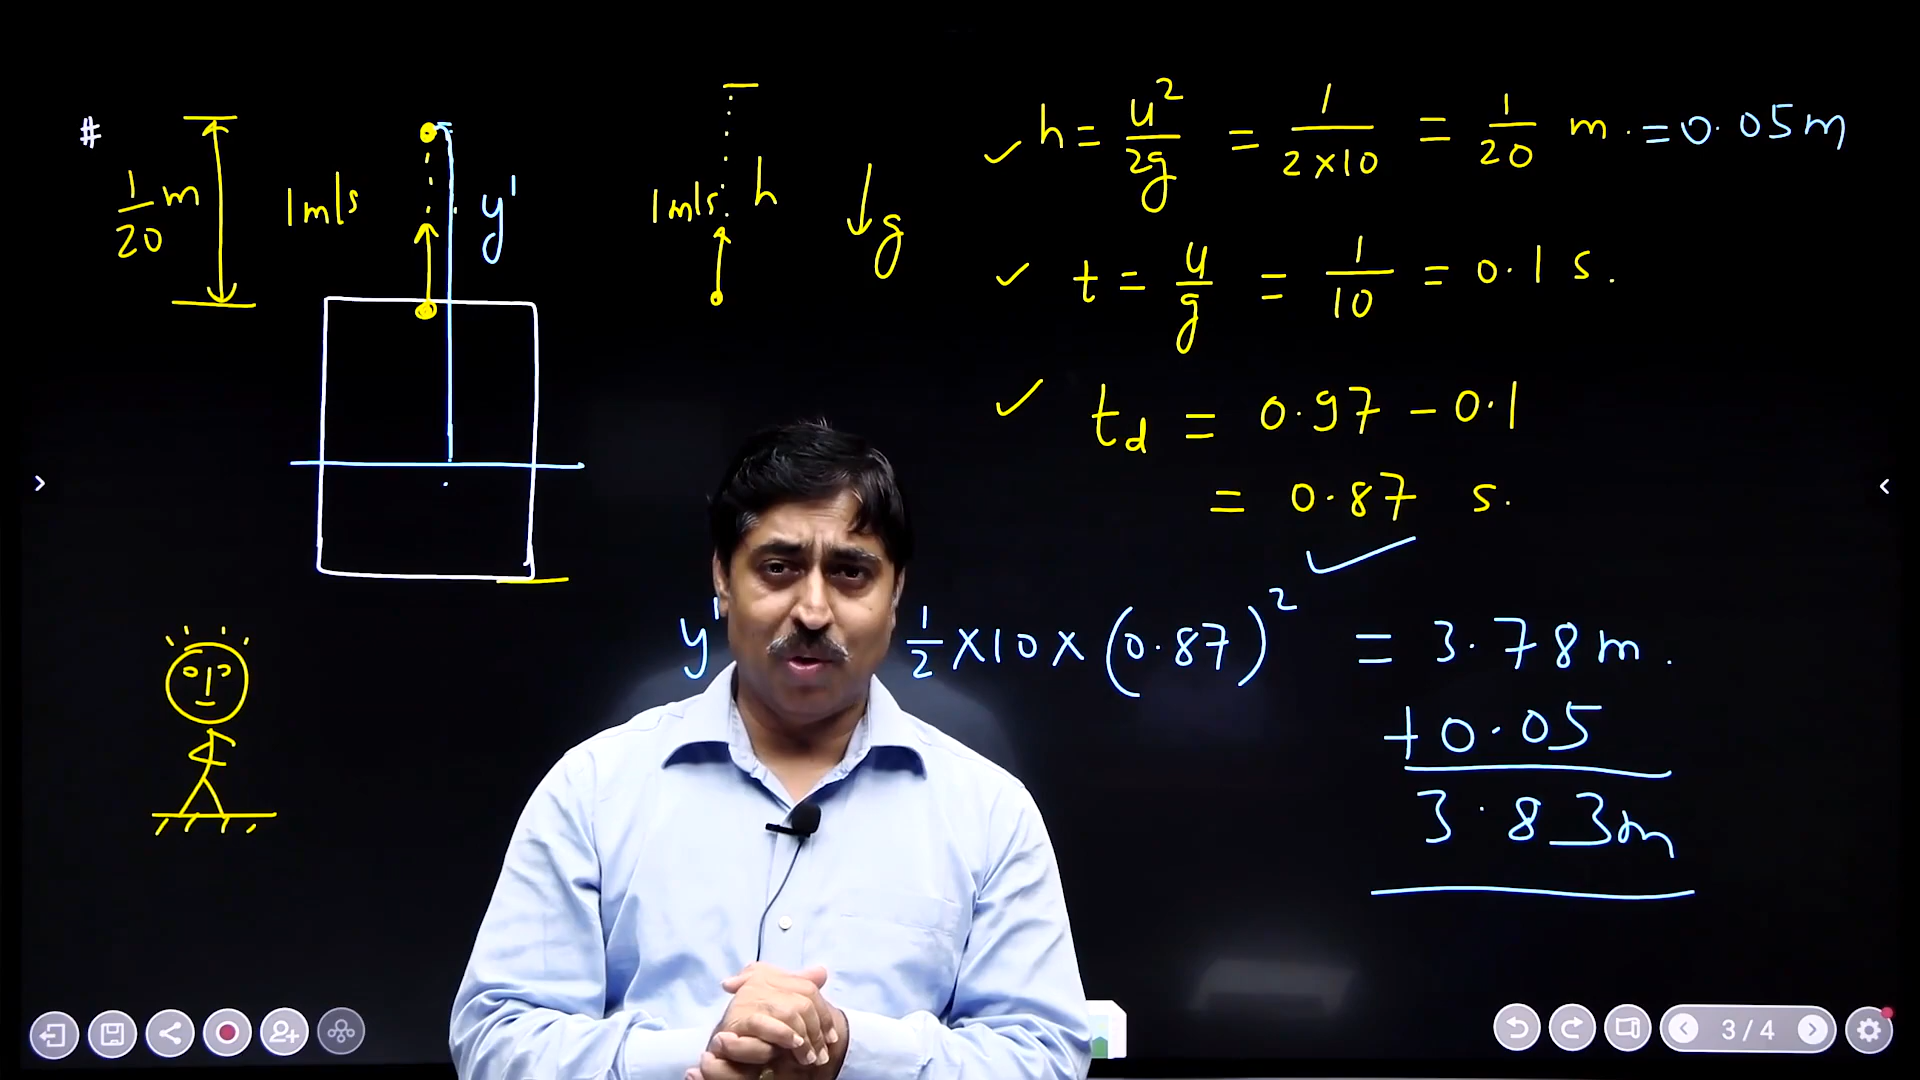 #
1/20 m
1m/s
y'
1m/s
h
↓ g
✓ h = u²/2g = 1/(2×10) = 1/20 m. = 0.05m
✓ t = u/g = 1/10 = 0.1 s.
✓ td = 0.97 - 0.1
= 0.87 s.
y' 1/2 × 10 × (0.87)² = 3.78 m.
+0.05
3.83m
3/4